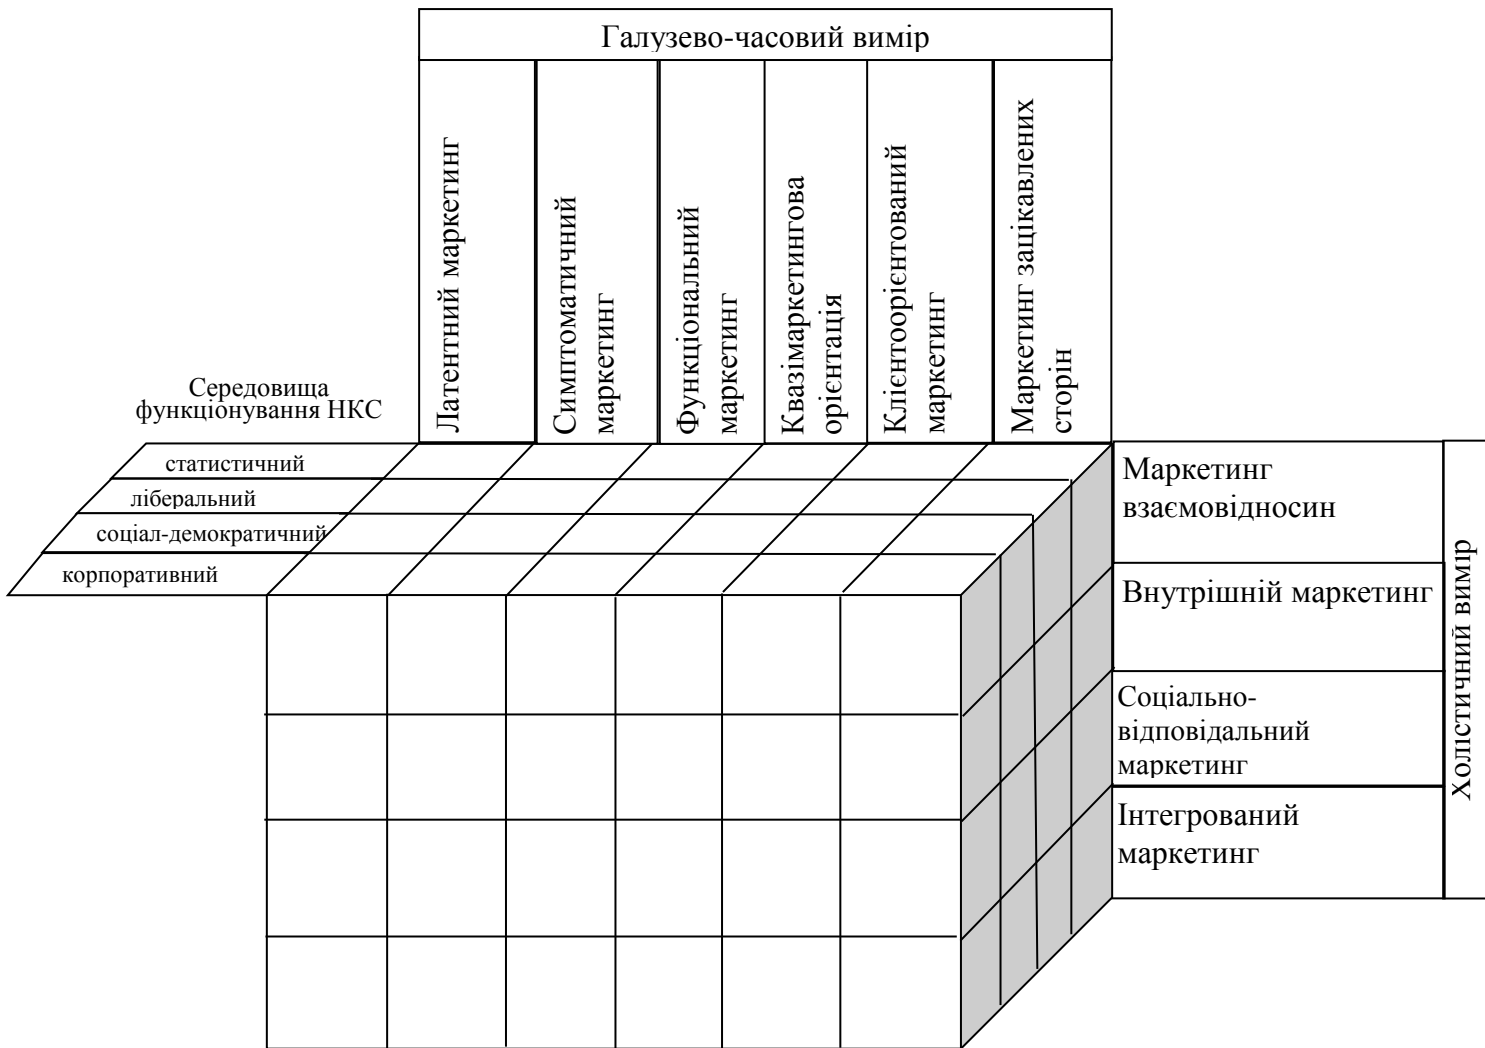 Галузево-часовий вимір
Латентний маркетинг
Симптоматичний
маркетинг
Функціональний
маркетинг
Квазімаркетингова
орієнтація
Клієнтоорієнтований
маркетинг
Маркетинг зацікавлених
сторін
Середовища
функціонування НКС
статистичний
ліберальний
соціал-демократичний
корпоративний
Маркетинг
взаємовідносин
Внутрішній маркетинг
Соціально-
відповідальний
маркетинг
Інтегрований
маркетинг
Холістичний вимір